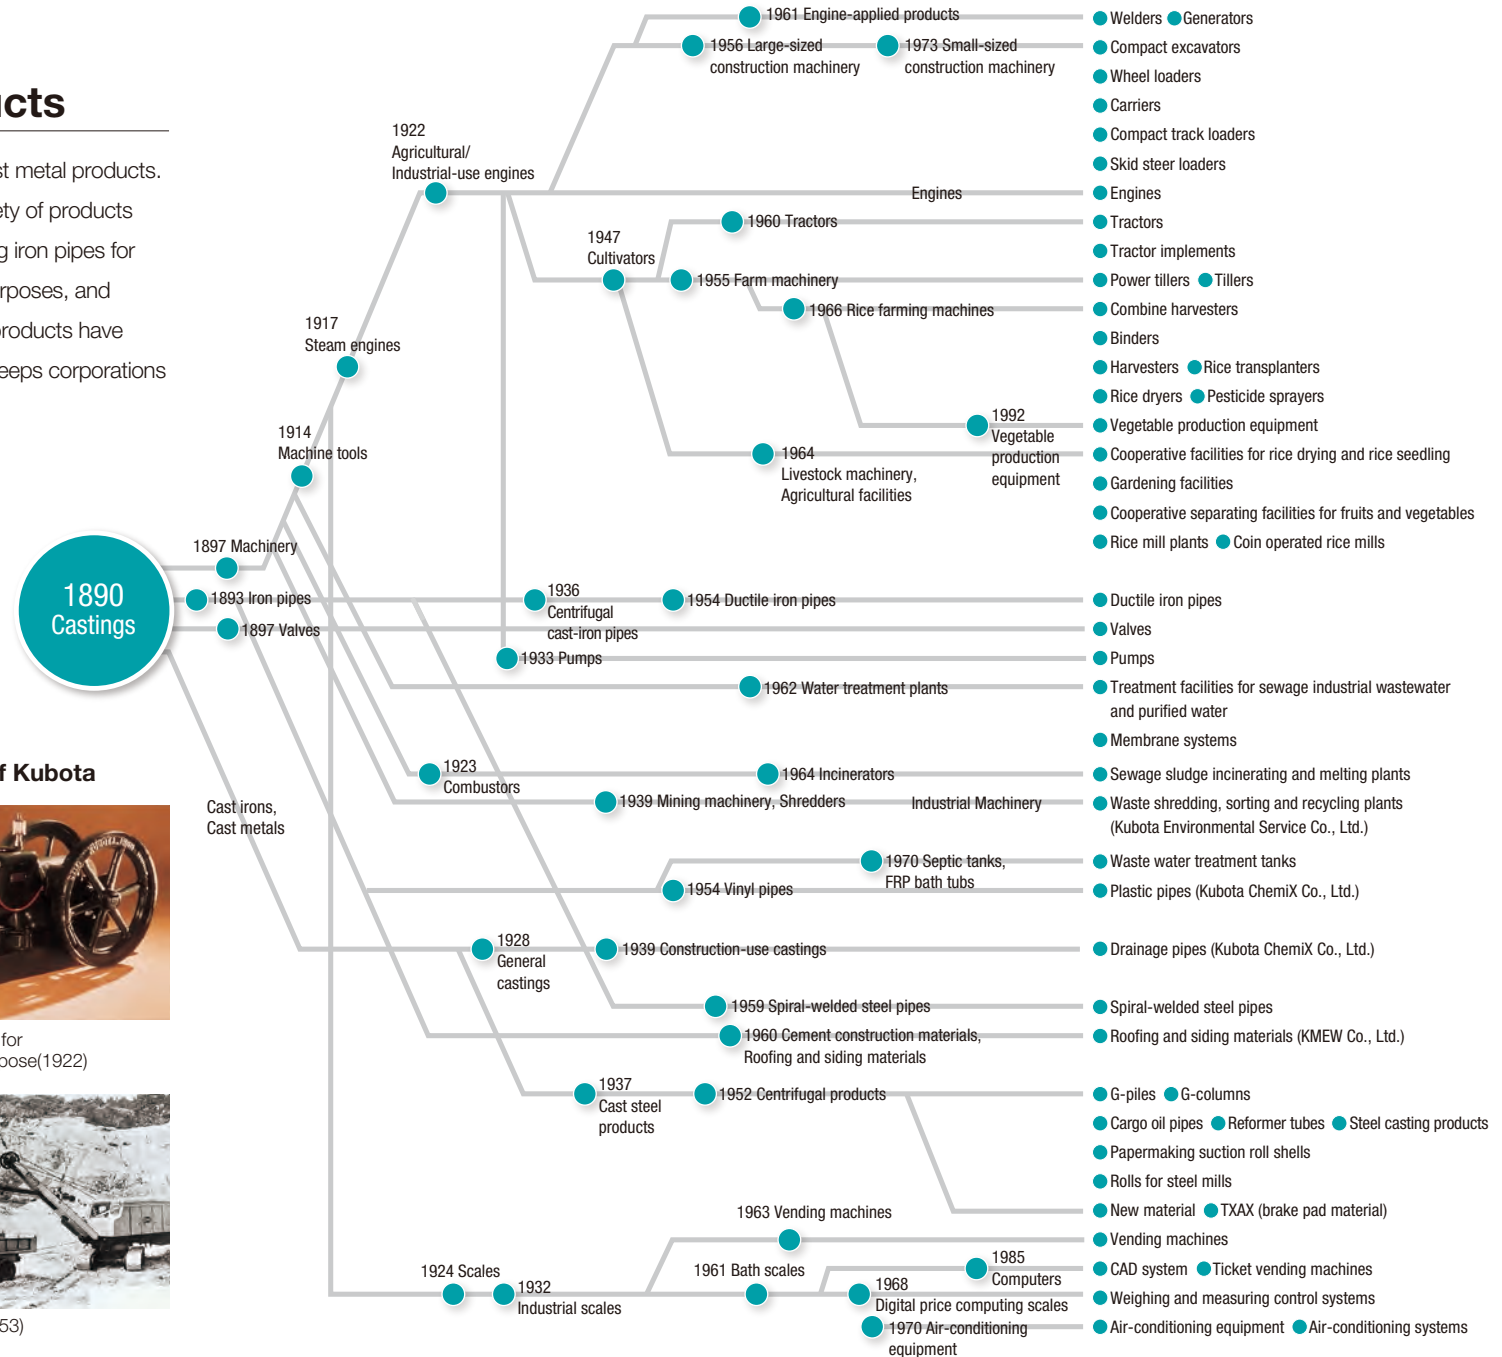 ucts
st metal products.
ety of products
g iron pipes for
rposes, and
products have
eeps corporations
1890
Castings
1897 Machinery
1893 Iron pipes
1897 Valves
1914
Machine tools
1917
Steam engines
1922
Agricultural/
Industrial-use engines
1961 Engine-applied products
1956 Large-sized
construction machinery
1973 Small-sized
construction machinery
Engines
1947
Cultivators
1960 Tractors
1955 Farm machinery
1966 Rice farming machines
1992
Vegetable
production
equipment
1964
Livestock machinery,
Agricultural facilities
1936
Centrifugal
cast-iron pipes
1954 Ductile iron pipes
1933 Pumps
1962 Water treatment plants
1923
Combustors
1964 Incinerators
1939 Mining machinery, Shredders
Industrial Machinery
Cast irons,
Cast metals
1970 Septic tanks,
FRP bath tubs
1954 Vinyl pipes
1928
General
castings
1939 Construction-use castings
1959 Spiral-welded steel pipes
1960 Cement construction materials,
Roofing and siding materials
1937
Cast steel
products
1952 Centrifugal products
1963 Vending machines
1924 Scales
1932
Industrial scales
1961 Bath scales
1985
Computers
1968
Digital price computing scales
1970 Air-conditioning
equipment
Welders Generators
Compact excavators
Wheel loaders
Carriers
Compact track loaders
Skid steer loaders
Engines
Tractors
Tractor implements
Power tillers Tillers
Combine harvesters
Binders
Harvesters Rice transplanters
Rice dryers Pesticide sprayers
Vegetable production equipment
Cooperative facilities for rice drying and rice seedling
Gardening facilities
Cooperative separating facilities for fruits and vegetables
Rice mill plants Coin operated rice mills
Ductile iron pipes
Valves
Pumps
Treatment facilities for sewage industrial wastewater
and purified water
Membrane systems
Sewage sludge incinerating and melting plants
Waste shredding, sorting and recycling plants
(Kubota Environmental Service Co., Ltd.)
Waste water treatment tanks
Plastic pipes (Kubota ChemiX Co., Ltd.)
Drainage pipes (Kubota ChemiX Co., Ltd.)
Spiral-welded steel pipes
Roofing and siding materials (KMEW Co., Ltd.)
G-piles G-columns
Cargo oil pipes Reformer tubes Steel casting products
Papermaking suction roll shells
Rolls for steel mills
New material TXAX (brake pad material)
Vending machines
CAD system Ticket vending machines
Weighing and measuring control systems
Air-conditioning equipment Air-conditioning systems
f Kubota
for
pose(1922)
53)